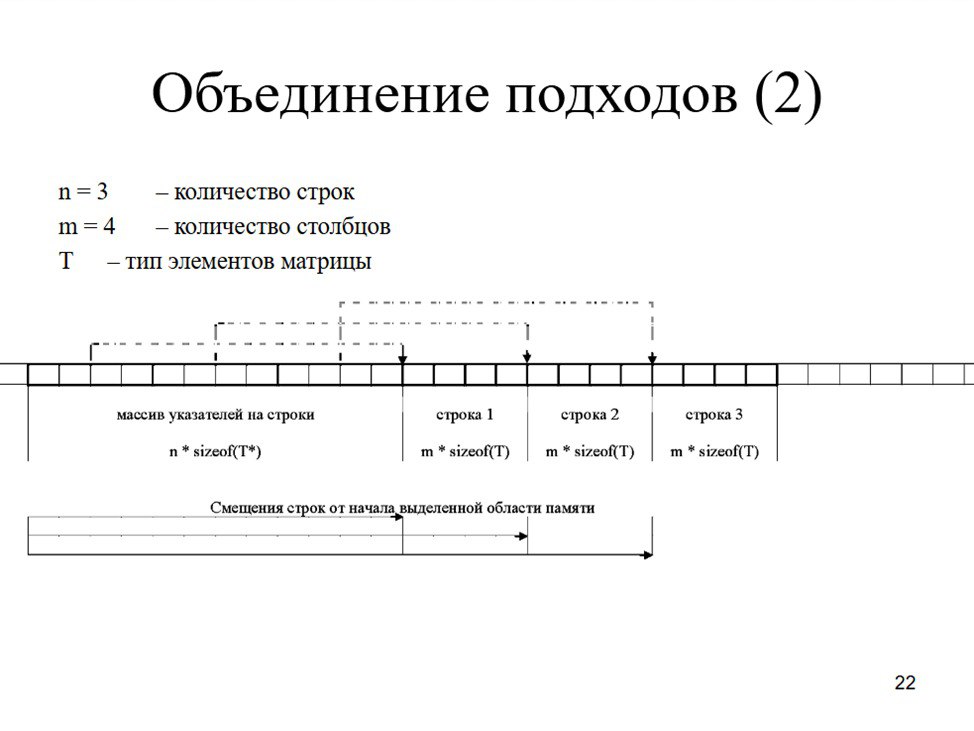 Объединение подходов (2)
n = 3 – количество строк
m = 4 – количество столбцов
T – тип элементов матрицы
массив указателей на строки
n * sizeof(T*)
строка 1
m * sizeof(T)
строка 2
m * sizeof(T)
строка 3
m * sizeof(T)
Смещения строк от начала выделенной области памяти
22